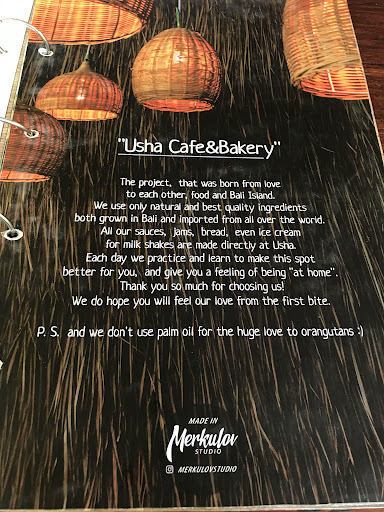 "Usha Cafe&Bakery"
The project, that was born from love
to each other, food and Bali Island.
We use only natural and best quality ingredients
both grown in Bali and imported from all over the world.
All our sauces, jams, bread, even ice cream
for milk shakes are made directly at Usha.
Each day we practice and learn to make this spot
better for you, and give you a feeling of being "at home".
Thank you so much for choosing us!
We do hope you will feel our love from the first bite.
P. S. and we don't use palm oil for the huge love to orangutans :)
MADE IN
Merkulov
STUDIO
MERKULOVSTUDIO